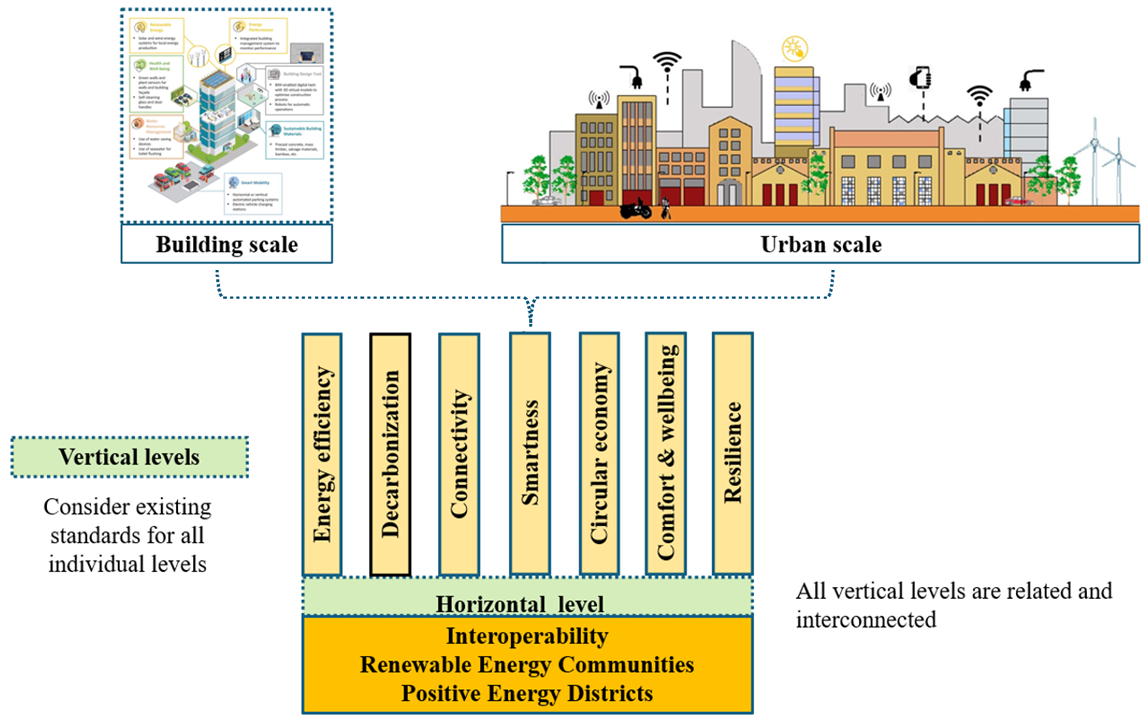 Renewable
Energy
Solar and wind energy
systems for local energy
production
Energy
Performance
Integrated building
management system to
monitor performance
Health and
Well-being
Green walls and
plant sensors for
walls and building
façade
Self-cleaning
glass and door
handles
Building Design Tool
BIM-enabled digital twin
with 3D virtual models to
optimise construction
process
Robots for automatic
operations
Water
Resources
Management
Use of water-saving
devices
Use of seawater for
toilet flushing
Sustainable Building
Materials
Precast concrete, mass
timber, salvage materials,
bamboo, etc.
Smart Mobility
Horizontal or vertical
automated parking systems
Electric vehicle charging
stations
Building scale
Urban scale
Energy efficiency
Decarbonization
Connectivity
Smartness
Circular economy
Comfort & wellbeing
Resilience
Vertical levels
Consider existing
standards for all
individual levels
Horizontal level
Interoperability
Renewable Energy Communities
Positive Energy Districts
All vertical levels are related and
interconnected